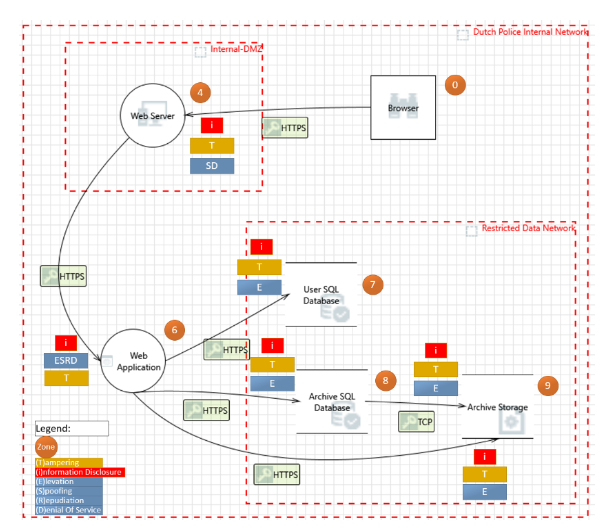 Dutch Police Internal Network
Internal-DMZ
4
0
Web Server
Browser
i
HTTPS
T
SD
Restricted Data Network
i
T
HTTPS
E
User SQL
Database
7
6
i
ESRD
T
Web
Application
HTTPS
i
T
E
i
T
E
8
9
Archive SQL
Database
Archive Storage
HTTPS
TCP
Legend:
Zone
(T)ampering
(i)nformation Disclosure
(E)levation
(S)poofing
(R)epudiation
(D)enial Of Service
HTTPS
i
T
E